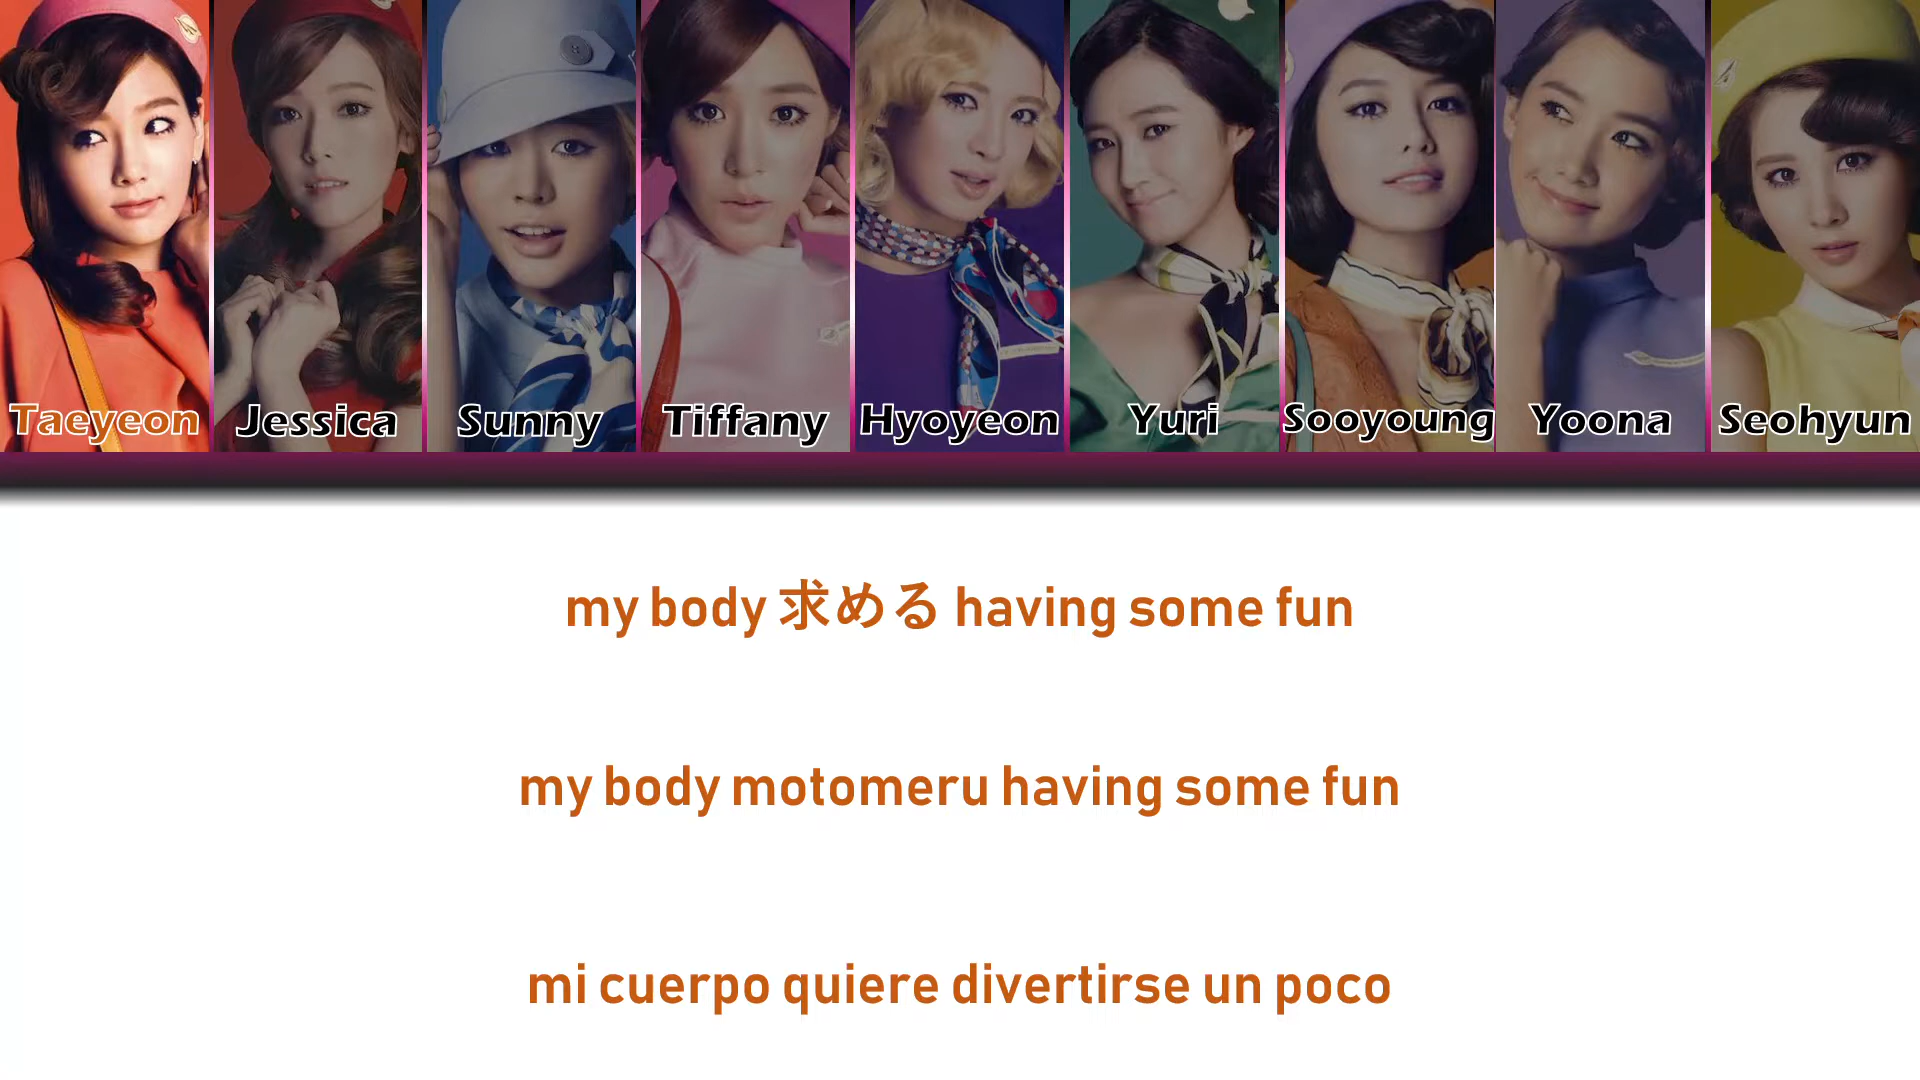 Taeyeon Jessica Sunny Tiffany Hyoyeon Yuri Sooyoung Yoona Seohyun
my body 求める having some fun
my body motomeru having some fun
mi cuerpo quiere divertirse un poco